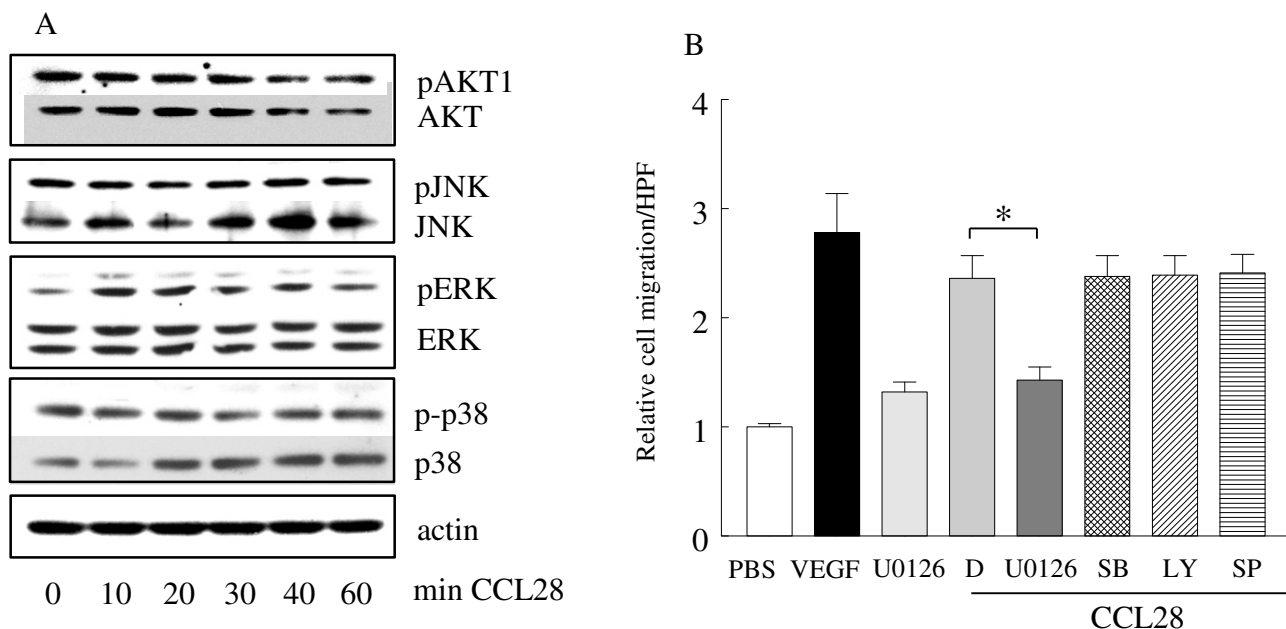 A
pAKT1
AKT
pJNK
JNK
pERK
ERK
p-p38
p38
actin
0 10 20 30 40 60 min CCL28
B
Relative cell migration/HPF
4
3
2
1
0
*
PBS VEGF U0126 D U0126 SB LY SP
CCL28